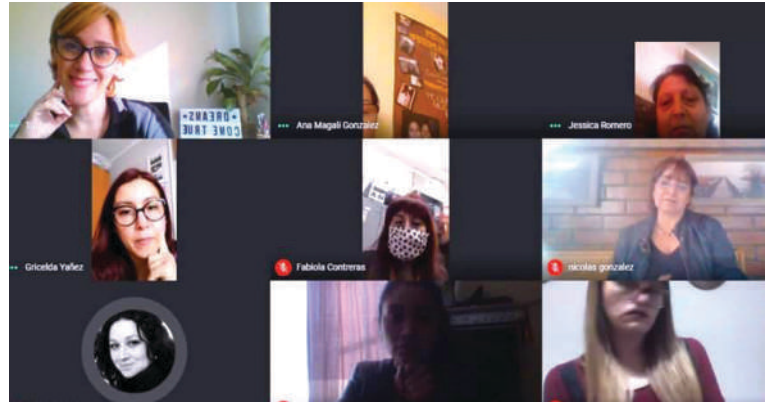 +DREAMS+
COME TRUE
Ana Magali Gonzalez
Jessica Romero
Gricelda Yañez
Fabiola Contreras
nicolas gonzalez